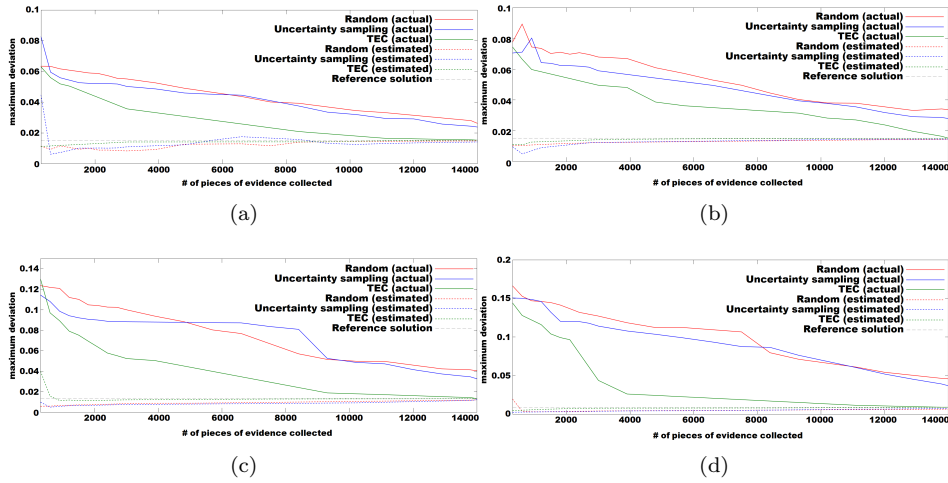 0.1
0.08
0.06
0.04
0.02
0
maximum deviation
2000 4000 6000 8000 10000 12000 14000
# of pieces of evidence collected
Random (actual)
Uncertainty sampling (actual)
TEC (actual)
Random (estimated)
Uncertainty sampling (estimated)
TEC (estimated)
Reference solution
(a)
0.1
0.08
0.06
0.04
0.02
0
maximum deviation
2000 4000 6000 8000 10000 12000 14000
# of pieces of evidence collected
Random (actual)
Uncertainty sampling (actual)
TEC (actual)
Random (estimated)
Uncertainty sampling (estimated)
TEC (estimated)
Reference solution
(b)
0.14
0.12
0.1
0.08
0.06
0.04
0.02
0
maximum deviation
2000 4000 6000 8000 10000 12000 14000
# of pieces of evidence collected
Random (actual)
Uncertainty sampling (actual)
TEC (actual)
Random (estimated)
Uncertainty sampling (estimated)
TEC (estimated)
Reference solution
(c)
0.2
0.15
0.1
0.05
0
maximum deviation
2000 4000 6000 8000 10000 12000 14000
# of pieces of evidence collected
Random (actual)
Uncertainty sampling (actual)
TEC (actual)
Random (estimated)
Uncertainty sampling (estimated)
TEC (estimated)
Reference solution
(d)